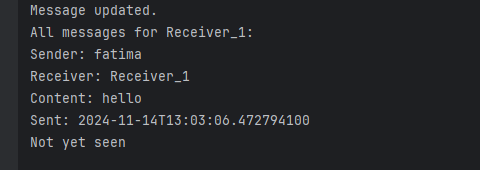 Message updated.
All messages for Receiver_1:
Sender: fatima
Receiver: Receiver_1
Content: hello
Sent: 2024-11-14T13:03:06.472794100
Not yet seen